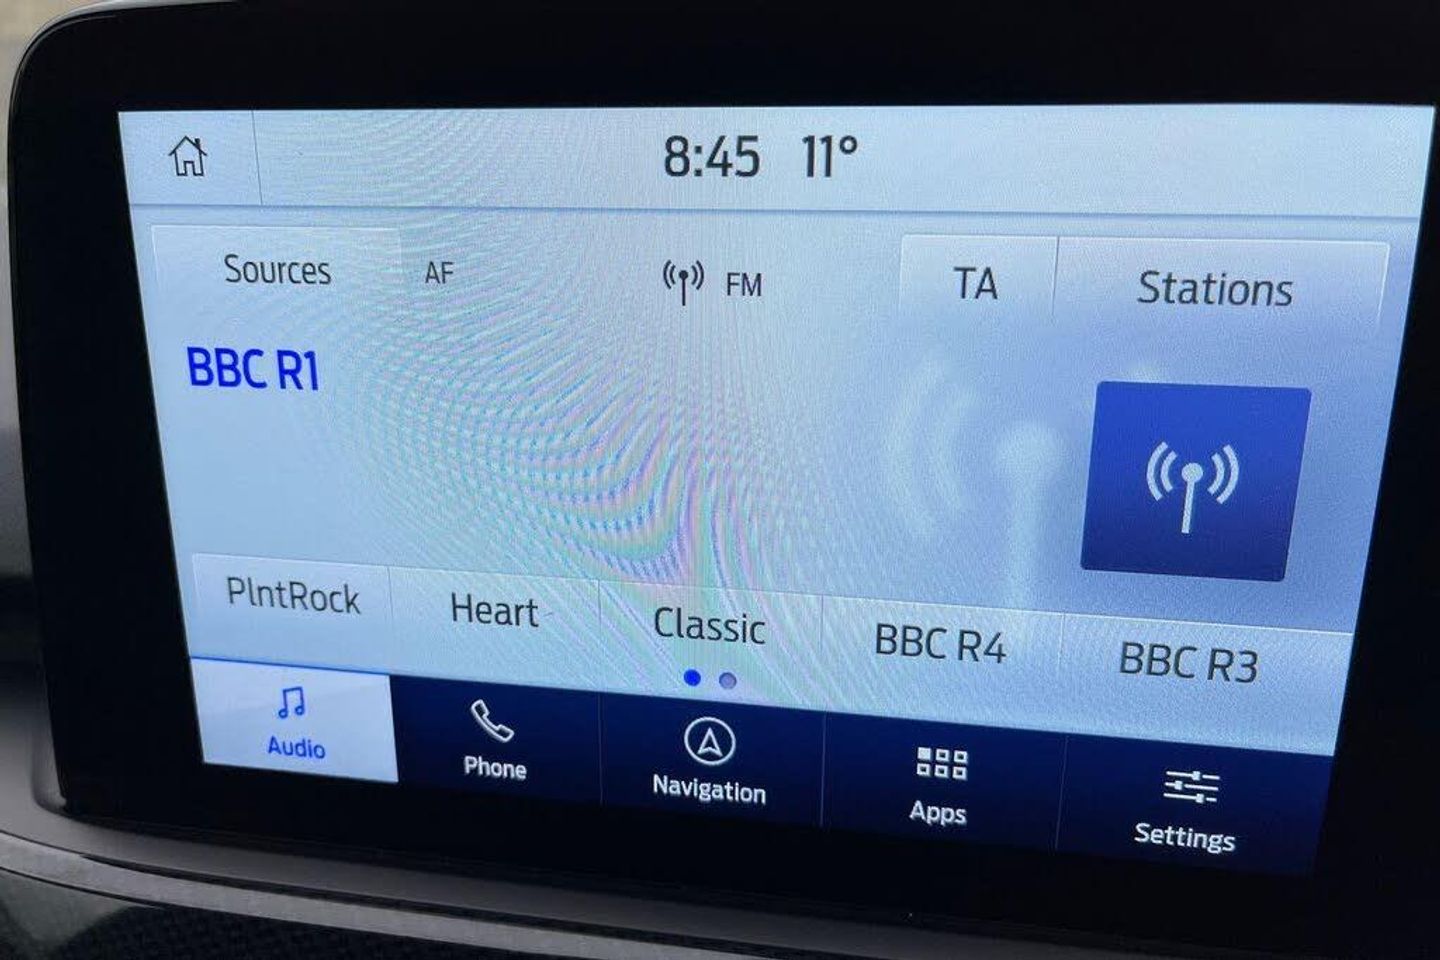 8:45 11°
Sources AF FM TA Stations
BBC R1
PlntRock Heart Classic BBC R4 BBC R3
Audio Phone Navigation Apps Settings